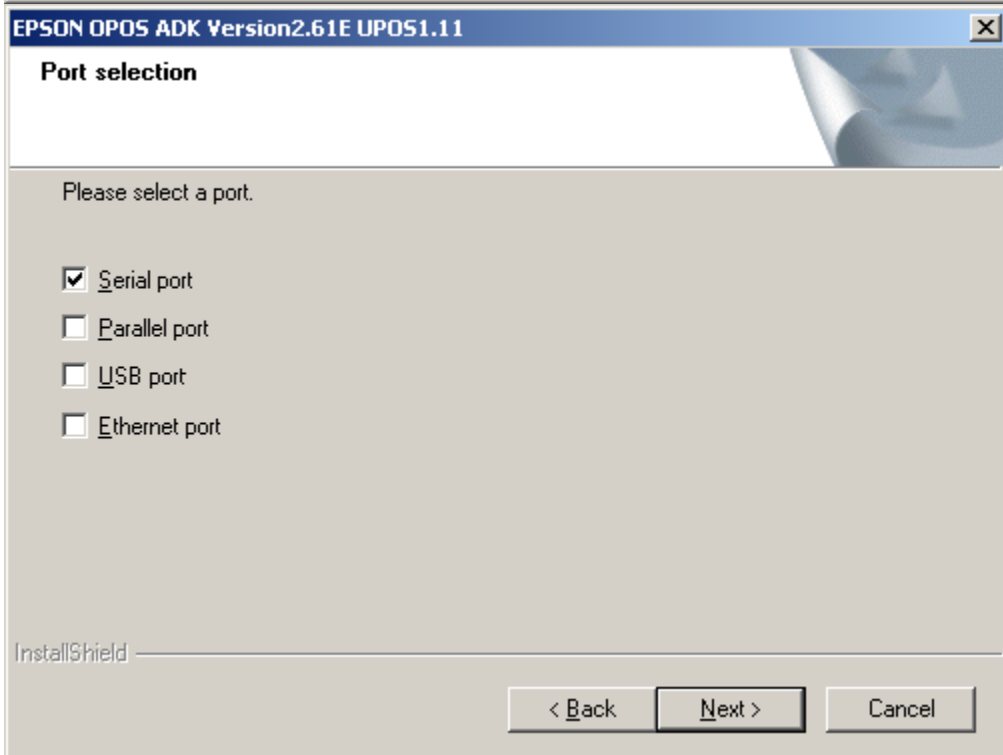 EPSON OPOS ADK Version2.61E UPOS1.11
Port selection
Please select a port.
Serial port
Parallel port
USB port
Ethernet port
InstallShield
< Back Next > Cancel